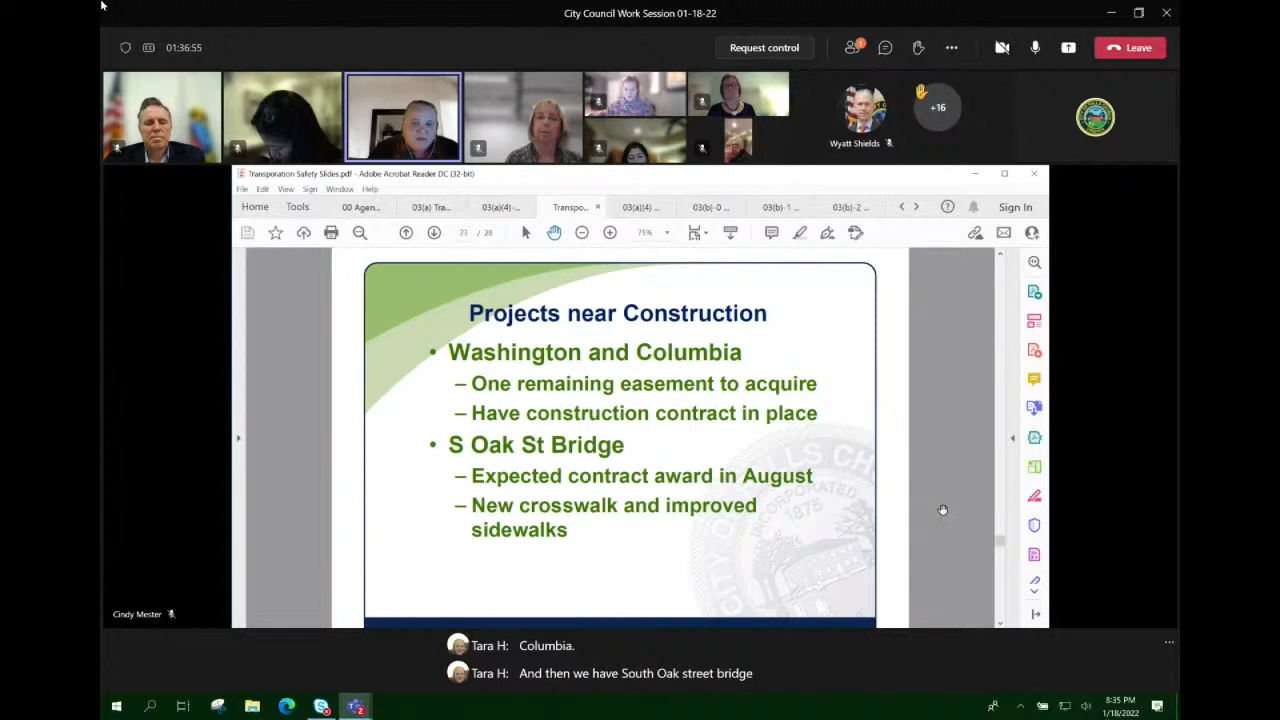 City Council Work Session 01-18-22
01:36:55
Request control
1
Leave
Wyatt Shields
+16
Transporation Safety Slides.pdf - Adobe Acrobat Reader DC (32-bit)
File Edit View Sign Window Help
Home Tools 00 Agen... 03(a) Tra... 03(a)(4)-... Transpo... 03(a)(4) ... 03(b)-0 ... 03(b)-1 ... 03(b)-2 ... Sign In
23 / 28 75%
Projects near Construction
• Washington and Columbia
– One remaining easement to acquire
– Have construction contract in place
• S Oak St Bridge
– Expected contract award in August
– New crosswalk and improved
sidewalks
INCORPORATED
1875
Cindy Mester
Tara H: Columbia.
Tara H: And then we have South Oak street bridge
8:35 PM
1/18/2022